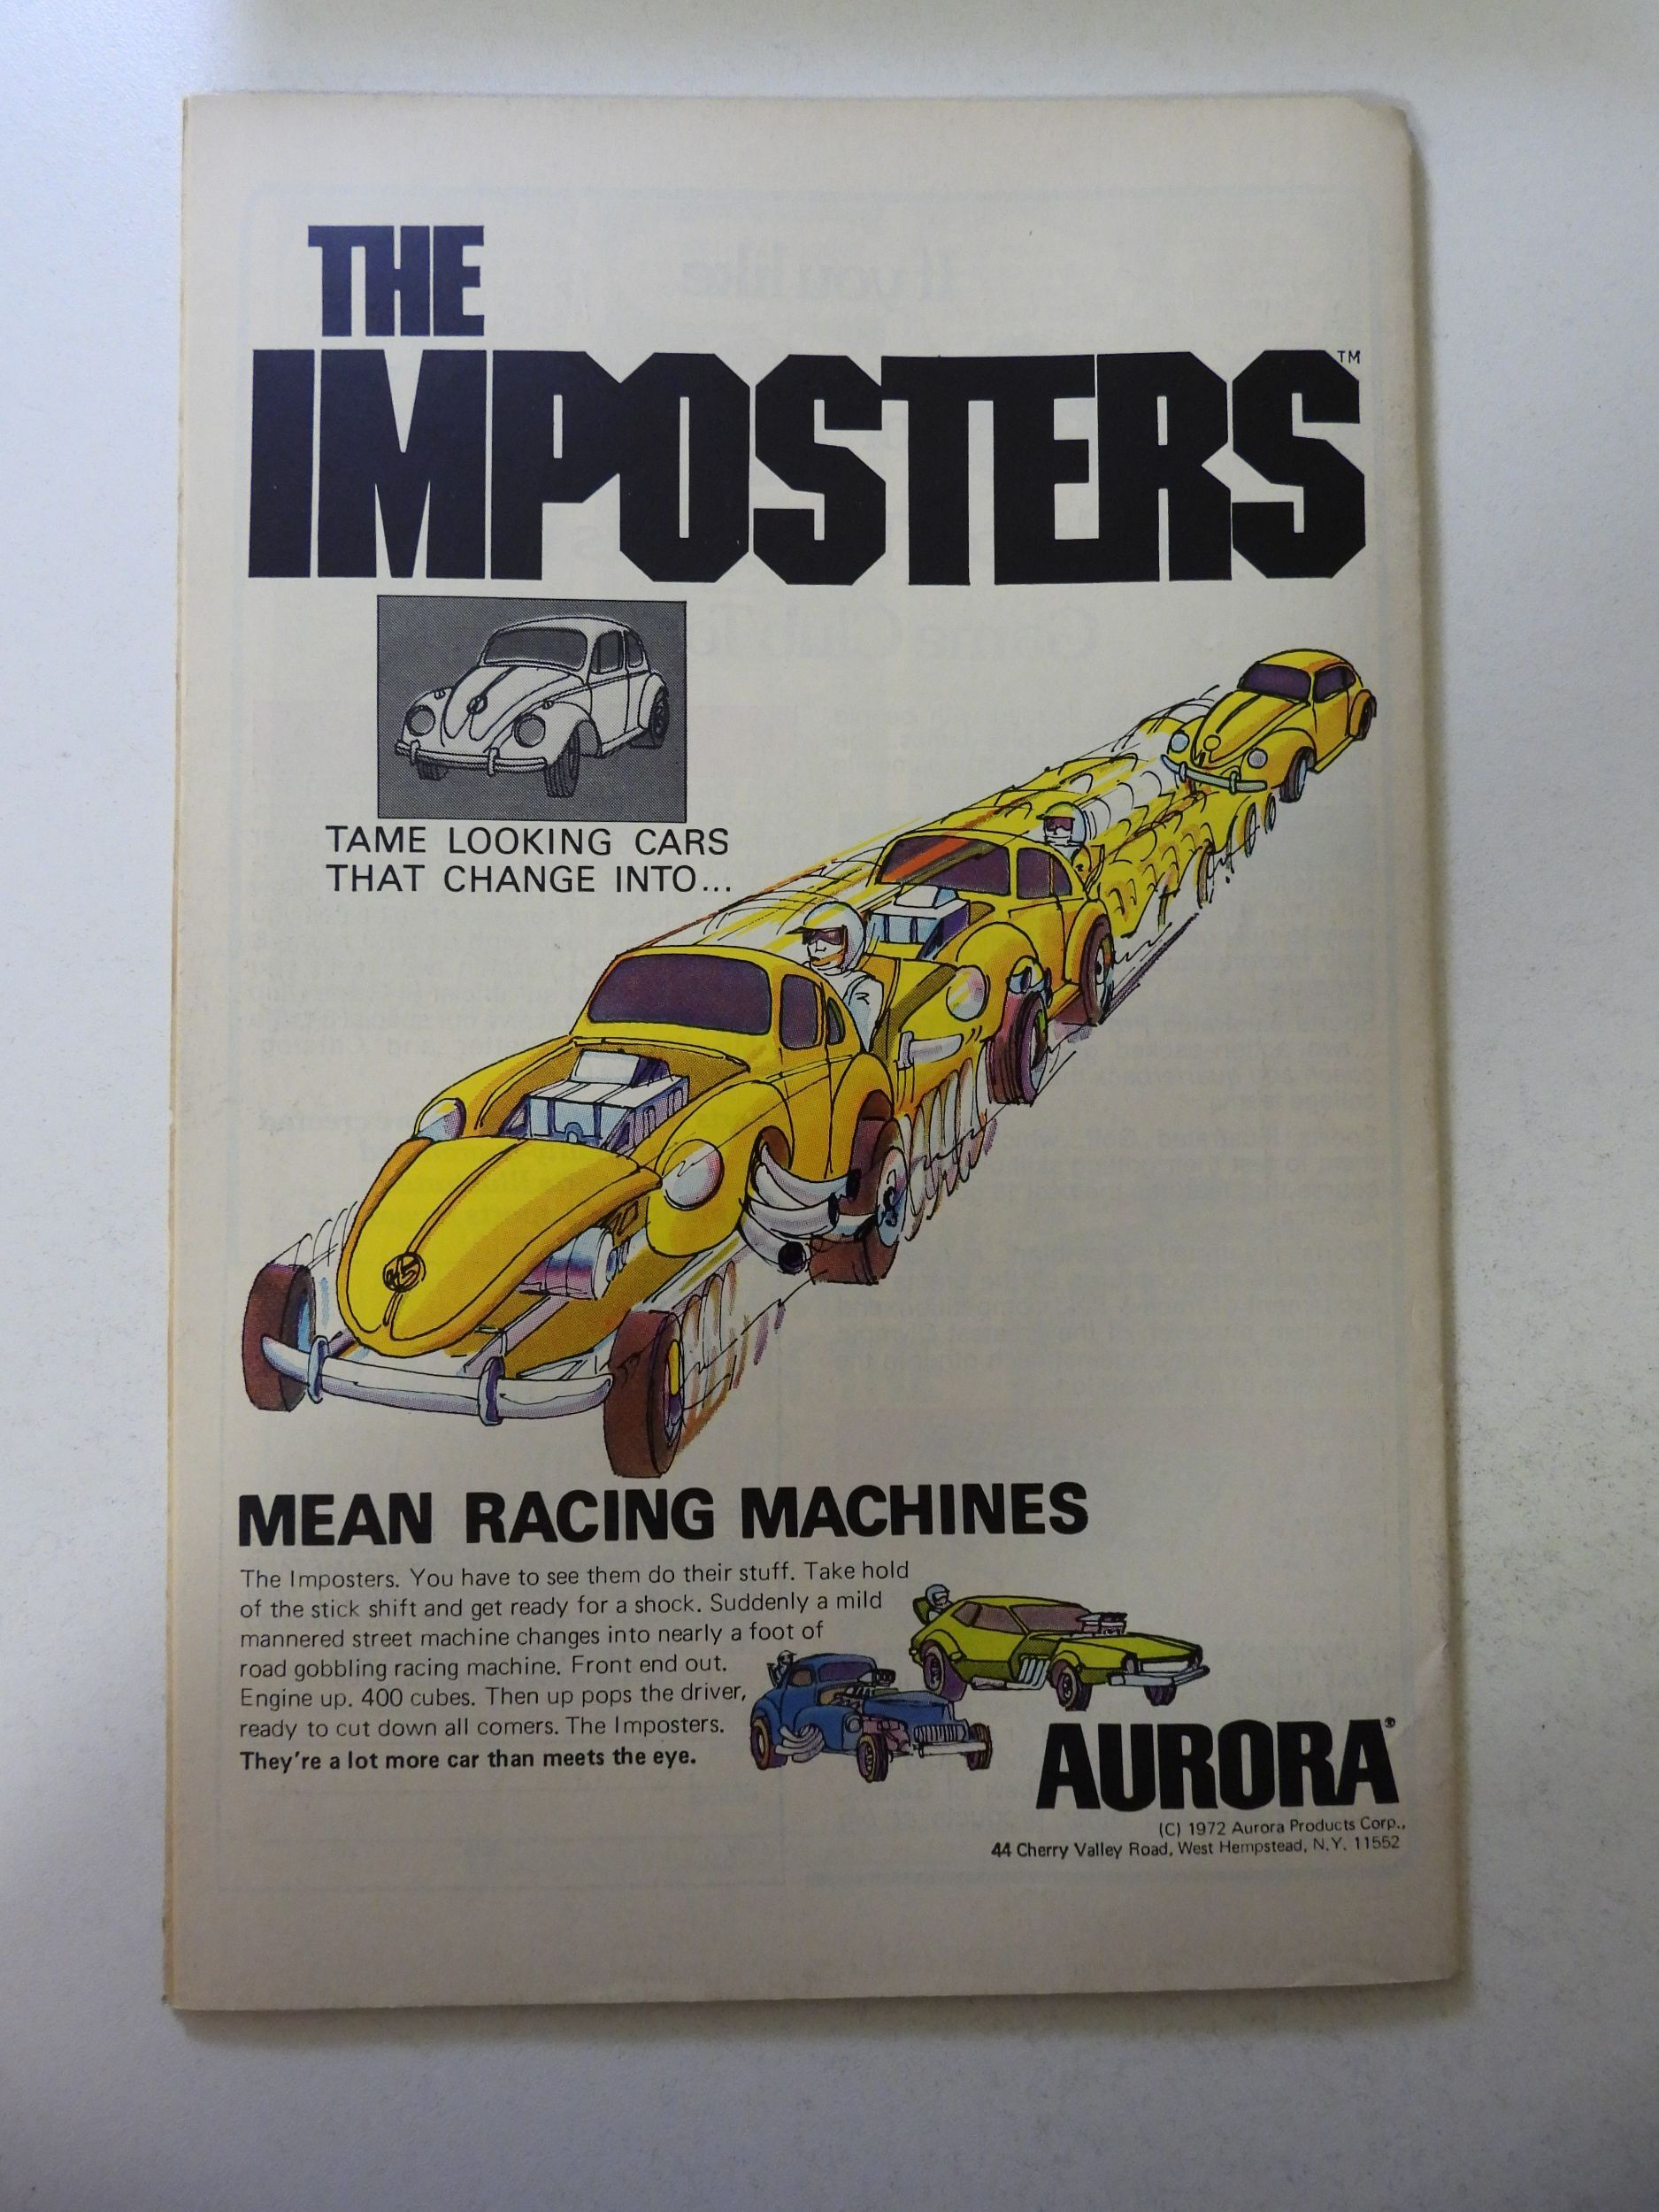 THE
IMPOSTERS™
TAME LOOKING CARS
THAT CHANGE INTO...
MEAN RACING MACHINES
The Imposters. You have to see them do their stuff. Take hold
of the stick shift and get ready for a shock. Suddenly a mild
mannered street machine changes into nearly a foot of
road gobbling racing machine. Front end out.
Engine up. 400 cubes. Then up pops the driver,
ready to cut down all comers. The Imposters.
They're a lot more car than meets the eye.
AURORA®
(C) 1972 Aurora Products Corp.,
44 Cherry Valley Road, West Hempstead, N.Y. 11552